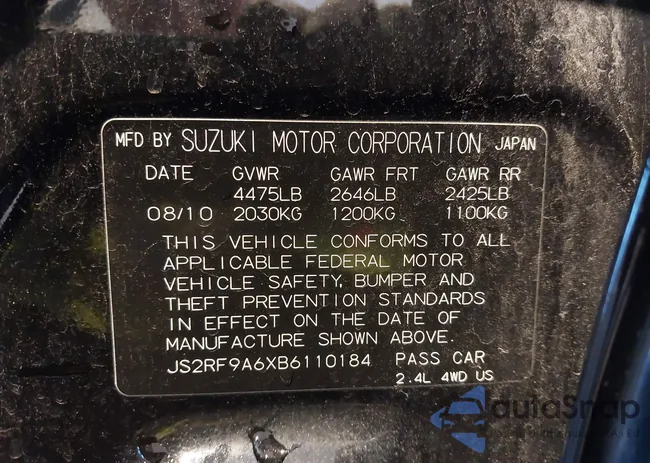 MFD BY SUZUKI MOTOR CORPORATION JAPAN
DATE GVWR GAWR FRT GAWR RR
4475LB 2646LB 2425LB
08/10 2030KG 1200KG 1100KG
THIS VEHICLE CONFORMS TO ALL
APPLICABLE FEDERAL MOTOR
VEHICLE SAFETY, BUMPER AND
THEFT PREVENTION STANDARDS
IN EFFECT ON THE DATE OF
MANUFACTURE SHOWN ABOVE.
JS2RF9A6XB6110184 PASS CAR
2.4L 4WD US
autoSnap